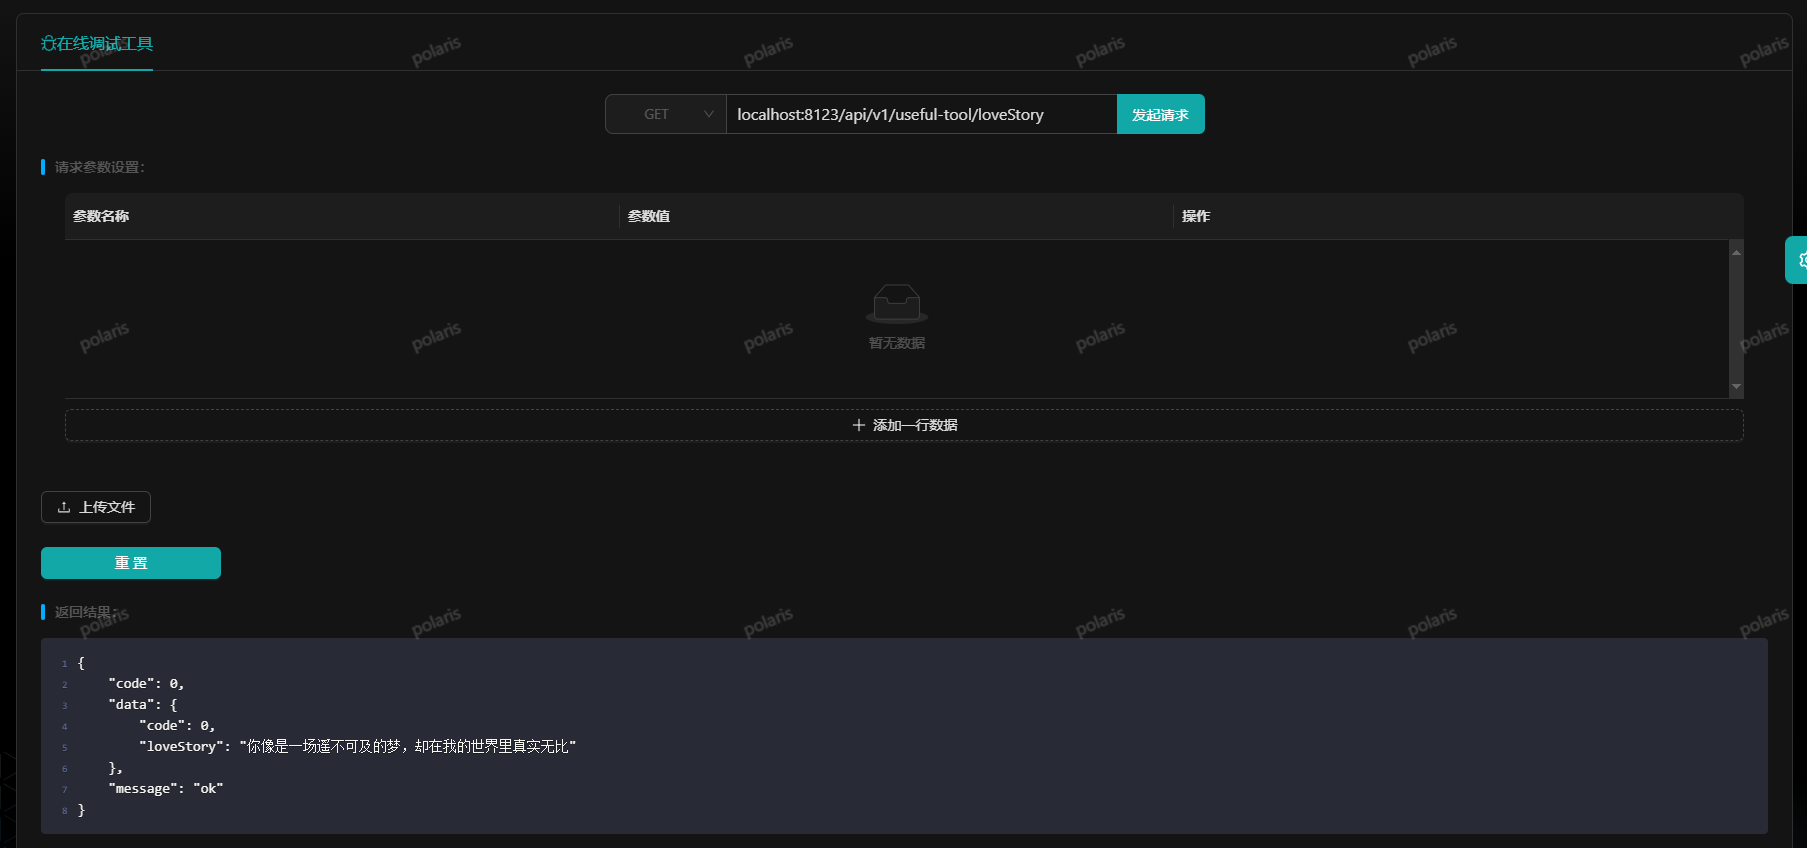 在线调试工具
polaris polaris polaris polaris polaris polaris
GET localhost:8123/api/v1/useful-tool/loveStory 发起请求
请求参数设置:
参数名称 参数值 操作
polaris polaris polaris polaris polaris polaris
暂无数据
添加一行数据
上传文件
重 置
返回结果:
polaris polaris polaris polaris polaris polaris
1 {
2 "code": 0,
3 "data": {
4 "code": 0,
5 "loveStory": "你像是一场遥不可及的梦，却在我的世界里真实无比"
6 },
7 "message": "ok"
8 }